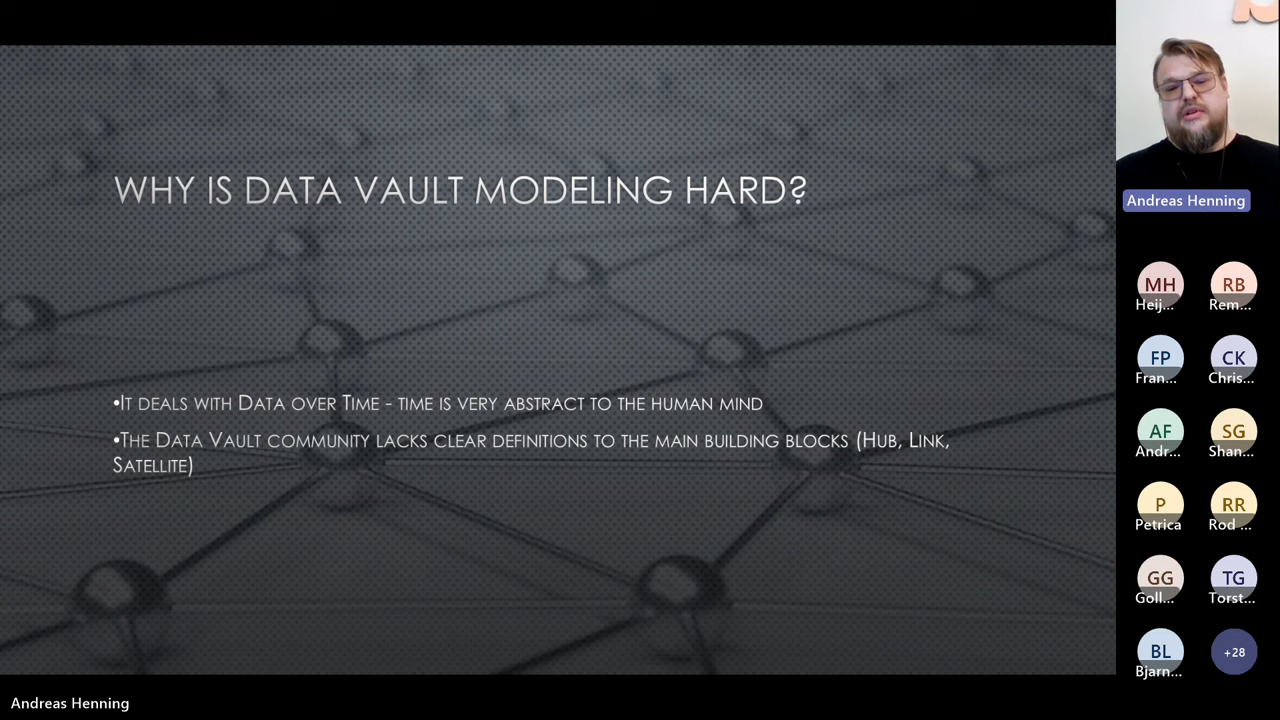 WHY IS DATA VAULT MODELING HARD?
•IT DEALS WITH DATA OVER TIME - TIME IS VERY ABSTRACT TO THE HUMAN MIND
•THE DATA VAULT COMMUNITY LACKS CLEAR DEFINITIONS TO THE MAIN BUILDING BLOCKS (HUB, LINK,
SATELLITE)
Andreas Henning
MH RB
Heij... Rem...
FP CK
Fran... Chris...
AF SG
Andr... Shan...
P RR
Petrica Rod ...
GG TG
Goll... Torst...
BL +28
Bjarn...
Andreas Henning